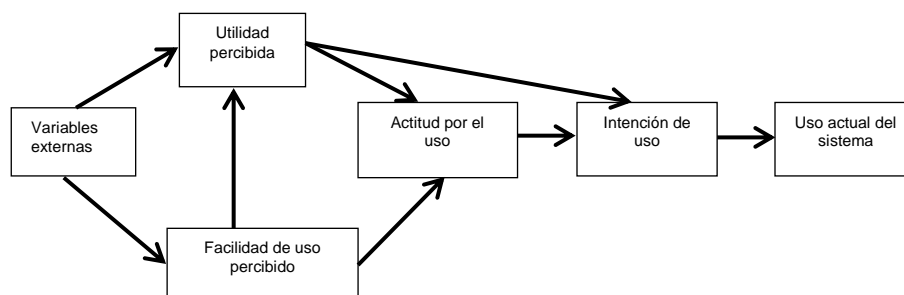 Utilidad
percibida
Variables
externas
Actitud por el
uso
Intención de
uso
Uso actual del
sistema
Facilidad de uso
percibido